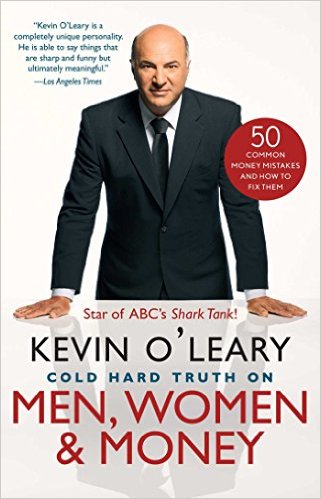 "Kevin O'Leary is a
completely unique personality.
He is able to say things that
are sharp and funny but
ultimately meaningful."
—Los Angeles Times
50
COMMON
MONEY MISTAKES
AND HOW TO
FIX THEM
Star of ABC's Shark Tank!
KEVIN O'LEARY
COLD HARD TRUTH ON
MEN, WOMEN
& MONEY